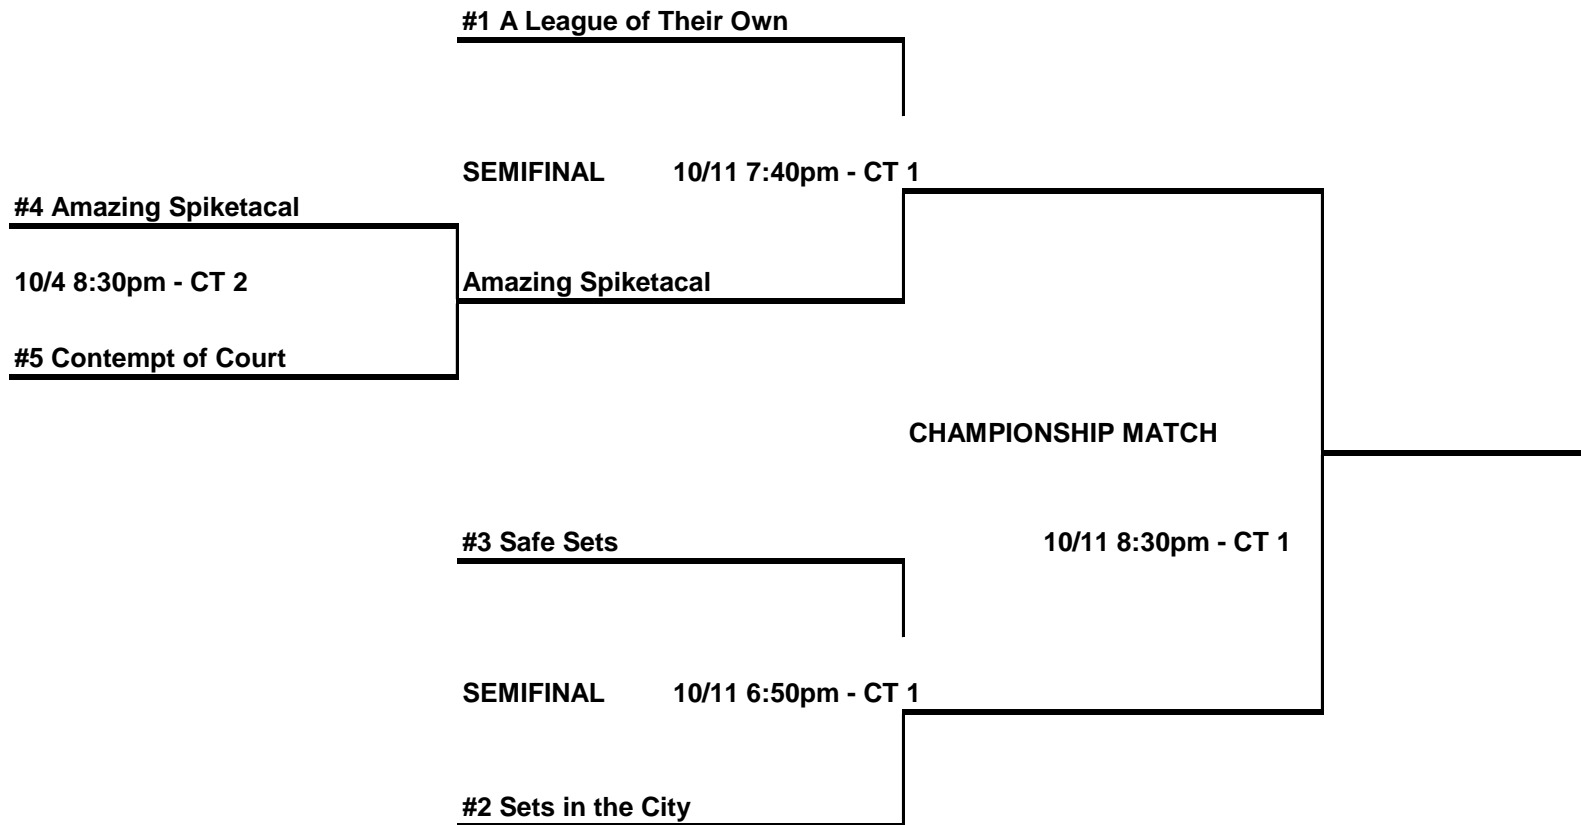 #1 A League of Their Own
SEMIFINAL 10/11 7:40pm - CT 1
#4 Amazing Spiketacal
10/4 8:30pm - CT 2
Amazing Spiketacal
#5 Contempt of Court
CHAMPIONSHIP MATCH
#3 Safe Sets
10/11 8:30pm - CT 1
SEMIFINAL 10/11 6:50pm - CT 1
#2 Sets in the City